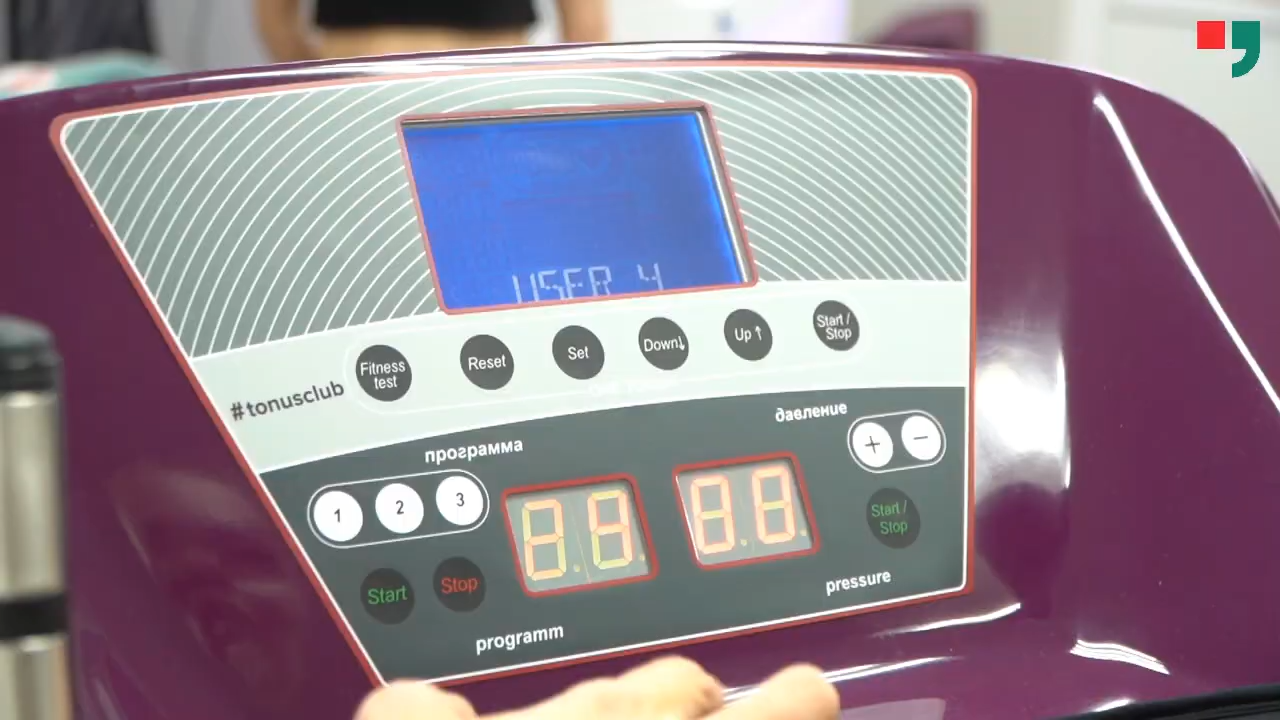 USER 4
Fitness
test
Reset
Set
Down↓
Up ↑
Start /
Stop
#tonusclub
программа
давление
1
2
3
+
−
Start
Stop
Start /
Stop
programm
pressure